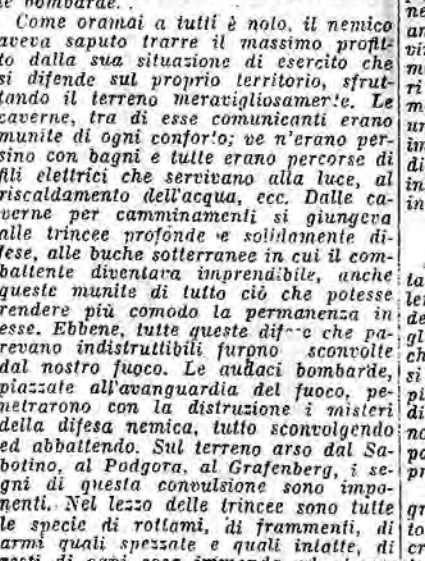 le bombarde.
Come oramai a tutti è noto, il nemico
aveva saputo trarre il massimo profit-
to dalla sua situazione di esercito che
si difende sul proprio territorio, sfrut-
tando il terreno meravigliosamente. Le
caverne, tra di esse comunicanti erano
munite di ogni conforto; ve n'erano per-
sino con bagni e tutte erano percorse di
fili elettrici che servivano alla luce, al
riscaldamento dell'acqua, ecc. Dalle ca-
verne per camminamenti si giungeva
alle trincee profonde e solidamente di-
fese, alle buche sotterranee in cui il com-
battente diventava imprendibile, anche
queste munite di tutto ciò che potesse
rendere più comodo la permanenza in
esse. Ebbene, tutte queste che pa-
revano indistruttibili furono sconvolte
dal nostro fuoco. Le audaci bombarde,
piazzate all'avanguardia del fuoco, pe-
netrarono con la distruzione i misteri
della difesa nemica, tutto sconvolgendo
ed abbattendo. Sul terreno arso dal Sa-
botino, al Podgora, al Grafenberg, i se-
gni di questa convulsione sono impo-
nenti. Nel lezzo delle trincee sono tutte
le specie di rottami, di frammenti, di
armi quali spezzate e quali intatte, di